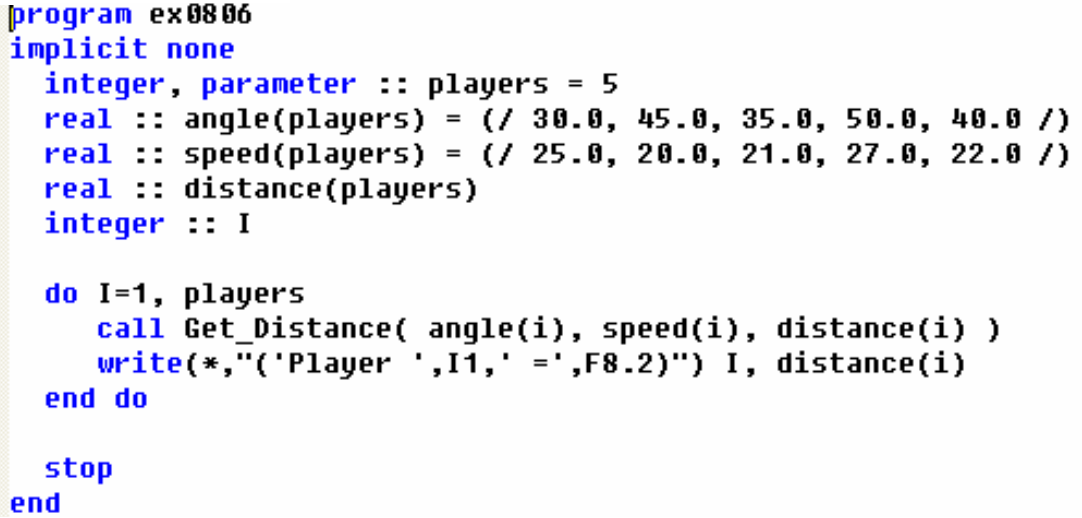 program ex0806
implicit none
  integer, parameter :: players = 5
  real :: angle(players) = (/ 30.0, 45.0, 35.0, 50.0, 40.0 /)
  real :: speed(players) = (/ 25.0, 20.0, 21.0, 27.0, 22.0 /)
  real :: distance(players)
  integer :: I

  do I=1, players
     call Get_Distance( angle(i), speed(i), distance(i) )
     write(*,"('Player ',I1,' =',F8.2)") I, distance(i)
  end do

  stop
end